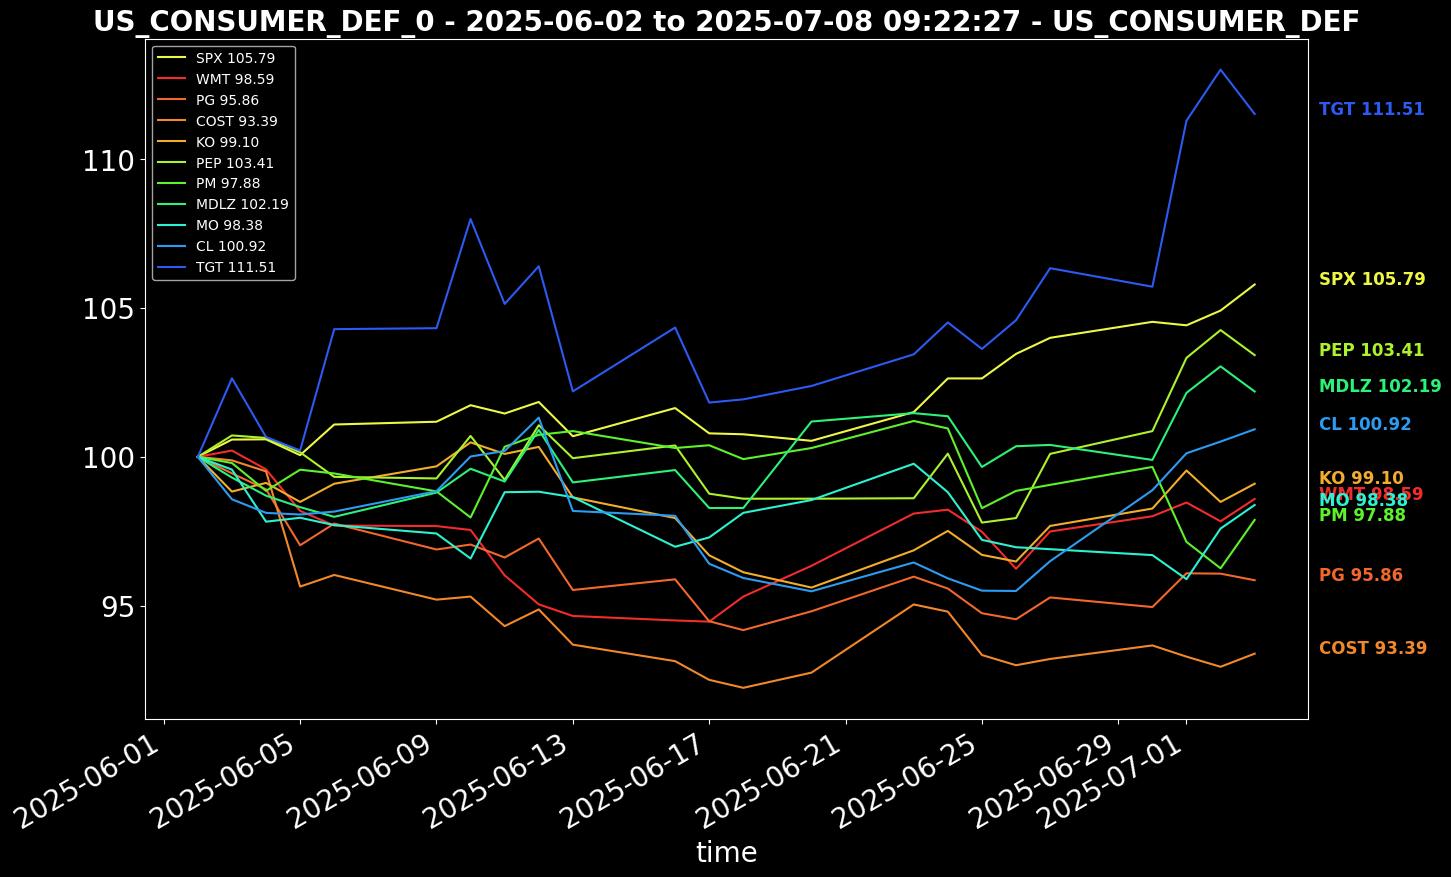 US_CONSUMER_DEF_0 - 2025-06-02 to 2025-07-08 09:22:27 - US_CONSUMER_DEF
SPX 105.79
WMT 98.59
PG 95.86
COST 93.39
KO 99.10
PEP 103.41
PM 97.88
MDLZ 102.19
MO 98.38
CL 100.92
TGT 111.51
110
105
100
95
TGT 111.51
SPX 105.79
PEP 103.41
MDLZ 102.19
CL 100.92
KO 99.10
WMT 98.59
MO 98.38
PM 97.88
PG 95.86
COST 93.39
2025-06-01
2025-06-05
2025-06-09
2025-06-13
2025-06-17
2025-06-21
2025-06-25
2025-06-29
2025-07-01
time